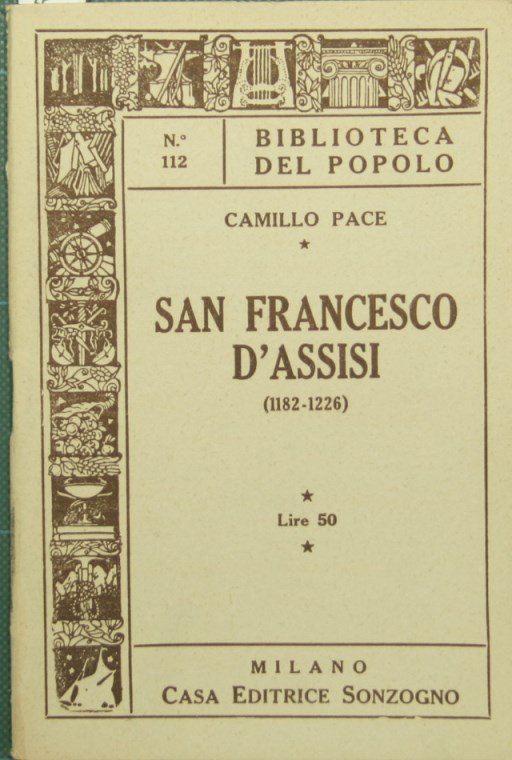 N.º
112
BIBLIOTECA
DEL POPOLO
CAMILLO PACE
★
SAN FRANCESCO
D'ASSISI
(1182-1226)
★
Lire 50
★
MILANO
CASA EDITRICE SONZOGNO